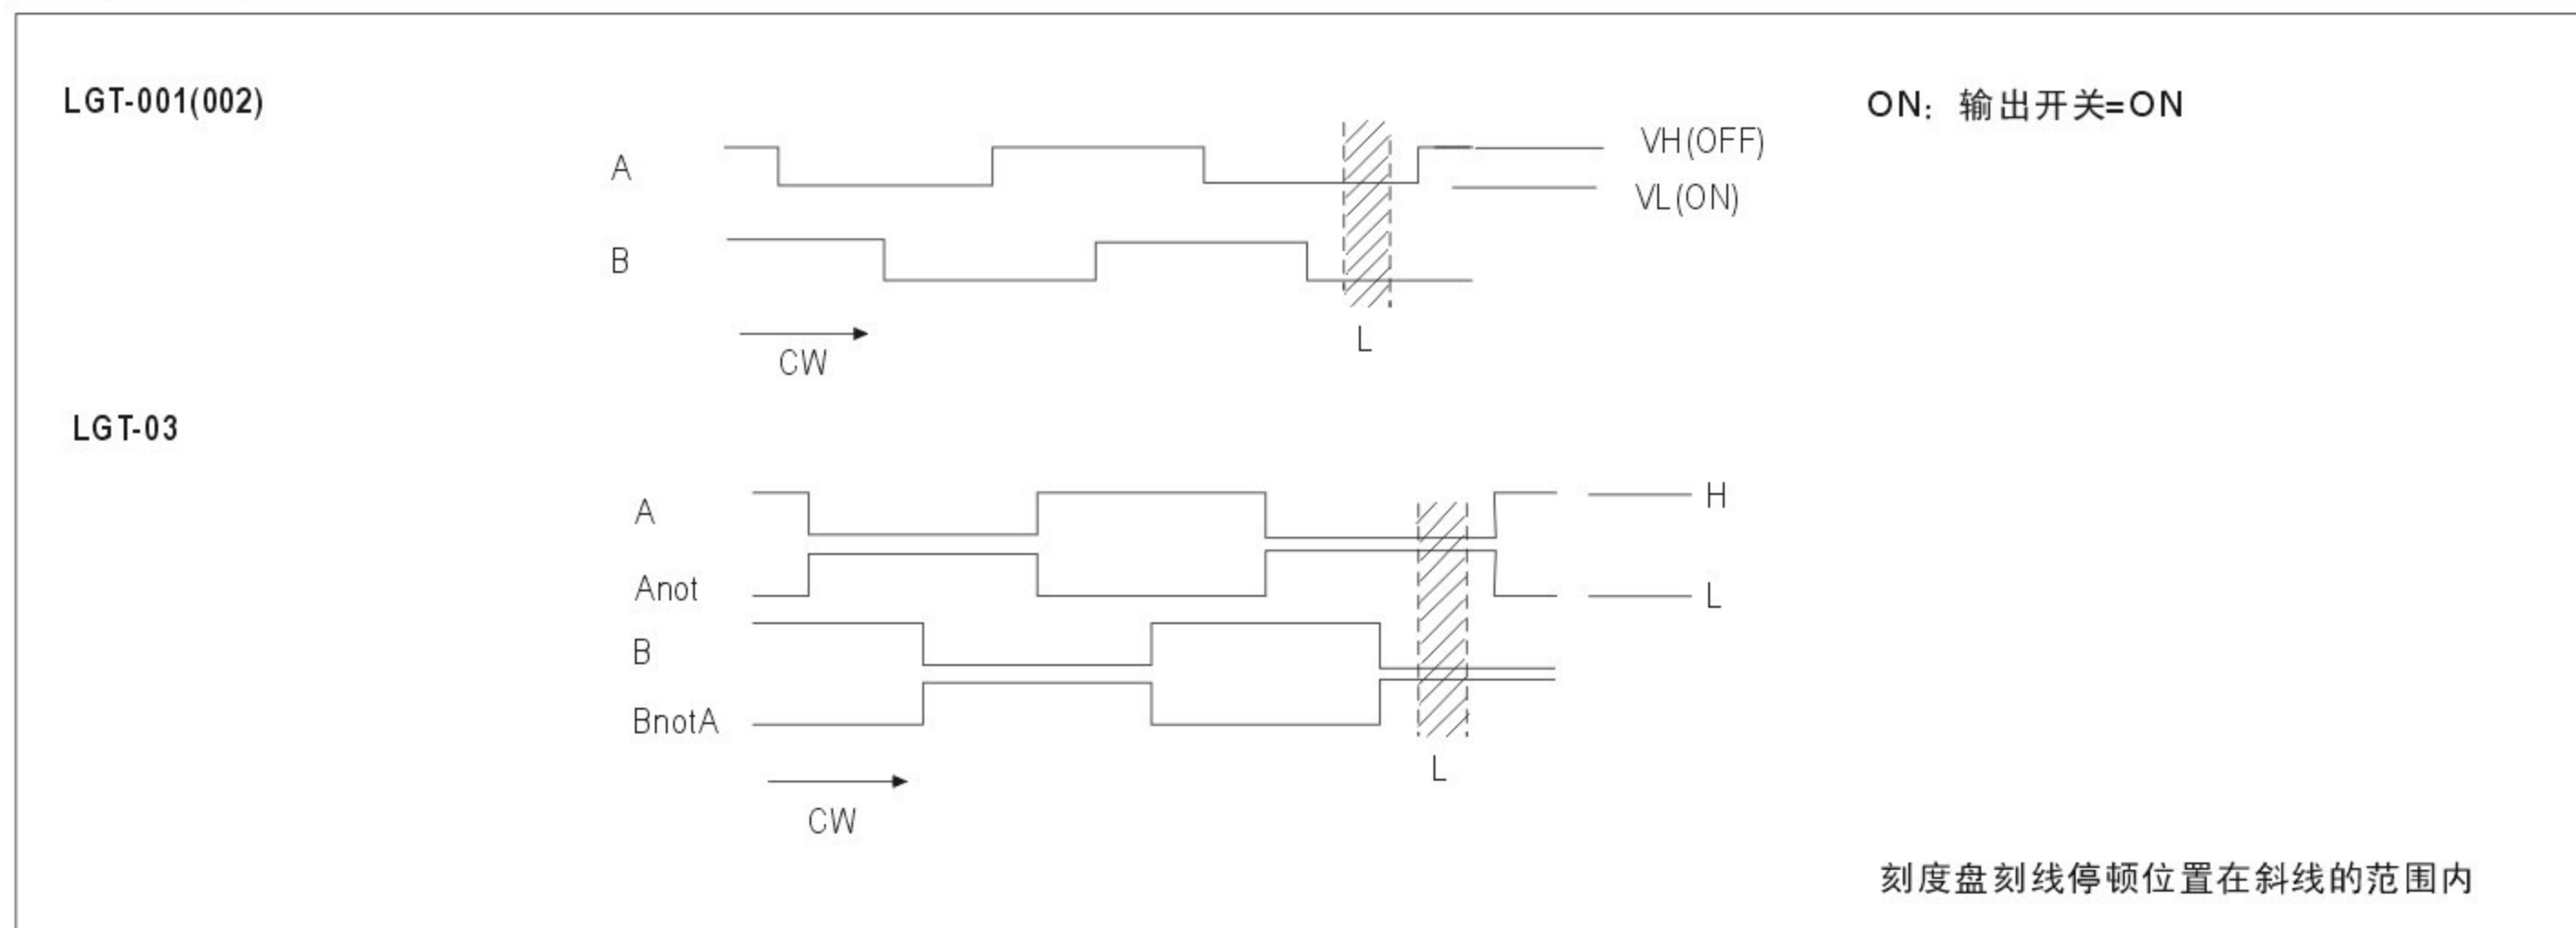 LGT-001(002)
ON: 输出开关=ON
A
VH(OFF)
VL(ON)
B
L
CW
LGT-03
A
H
Anot
L
B
BnotA
L
CW
刻度盘刻线停顿位置在斜线的范围内